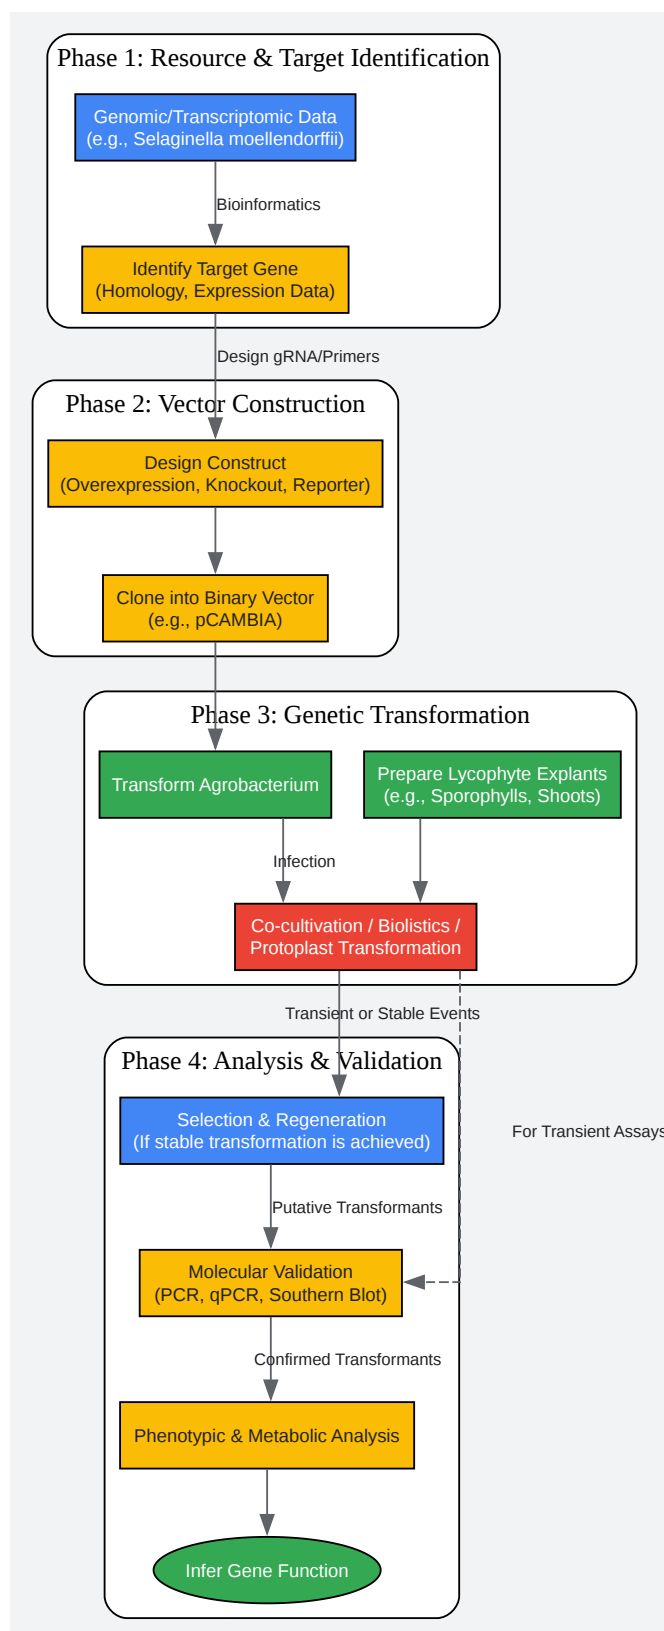 Phase 1: Resource & Target Identification
Genomic/Transcriptomic Data
(e.g., Selaginella moellendorffii)
Bioinformatics
Identify Target Gene
(Homology, Expression Data)
Design gRNA/Primers
Phase 2: Vector Construction
Design Construct
(Overexpression, Knockout, Reporter)
Clone into Binary Vector
(e.g., pCAMBIA)
Phase 3: Genetic Transformation
Transform Agrobacterium
Prepare Lycophyte Explants
(e.g., Sporophylls, Shoots)
Infection
Co-cultivation / Biolistics /
Protoplast Transformation
Transient or Stable Events
Phase 4: Analysis & Validation
Selection & Regeneration
(If stable transformation is achieved)
For Transient Assays
Putative Transformants
Molecular Validation
(PCR, qPCR, Southern Blot)
Confirmed Transformants
Phenotypic & Metabolic Analysis
Infer Gene Function